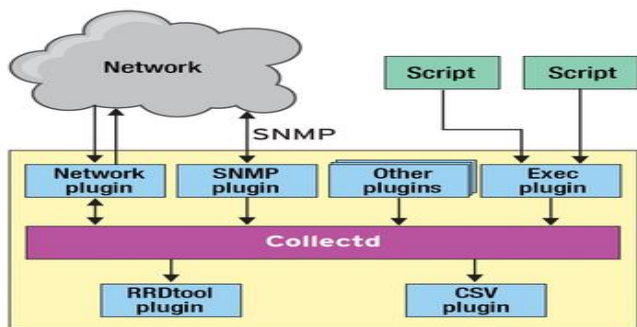 Network
Script
Script
SNMP
Network
plugin
SNMP
plugin
Other
plugins
Exec
plugin
Collectd
RRDtool
plugin
CSV
plugin